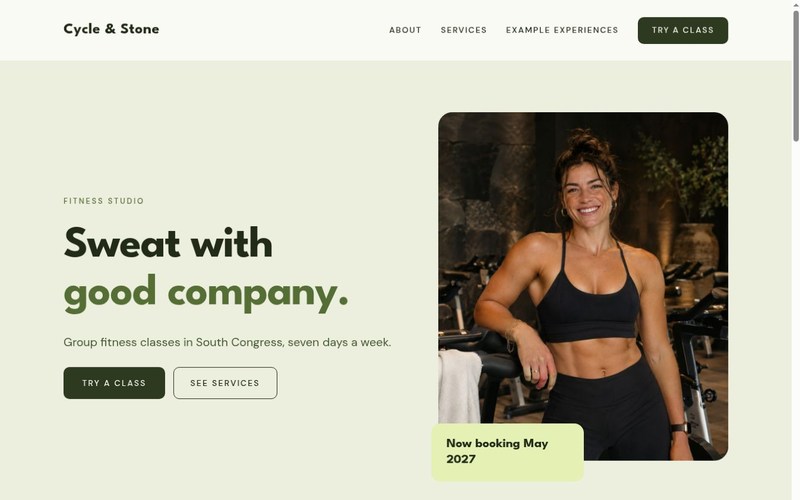 Cycle & Stone
ABOUT
SERVICES
EXAMPLE EXPERIENCES
TRY A CLASS
FITNESS STUDIO
Sweat with
good company.
Group fitness classes in South Congress, seven days a week.
TRY A CLASS
SEE SERVICES
Now booking May
2027